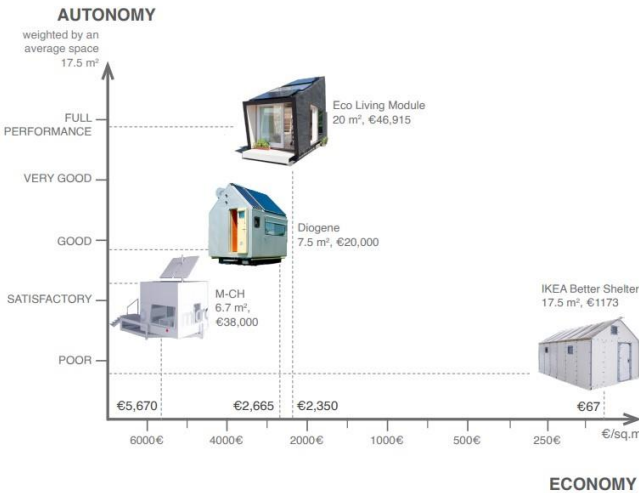 AUTONOMY
weighted by an
average space
17.5 m²
FULL
PERFORMANCE
VERY GOOD
GOOD
SATISFACTORY
POOR
Eco Living Module
20 m², €46,915
Diogene
7.5 m², €20,000
M-CH
6.7 m²,
€38,000
IKEA Better Shelter
17.5 m², €1173
€5,670
€2,665
€2,350
€67
6000€
4000€
2000€
1000€
500€
250€
€/sq.m
ECONOMY